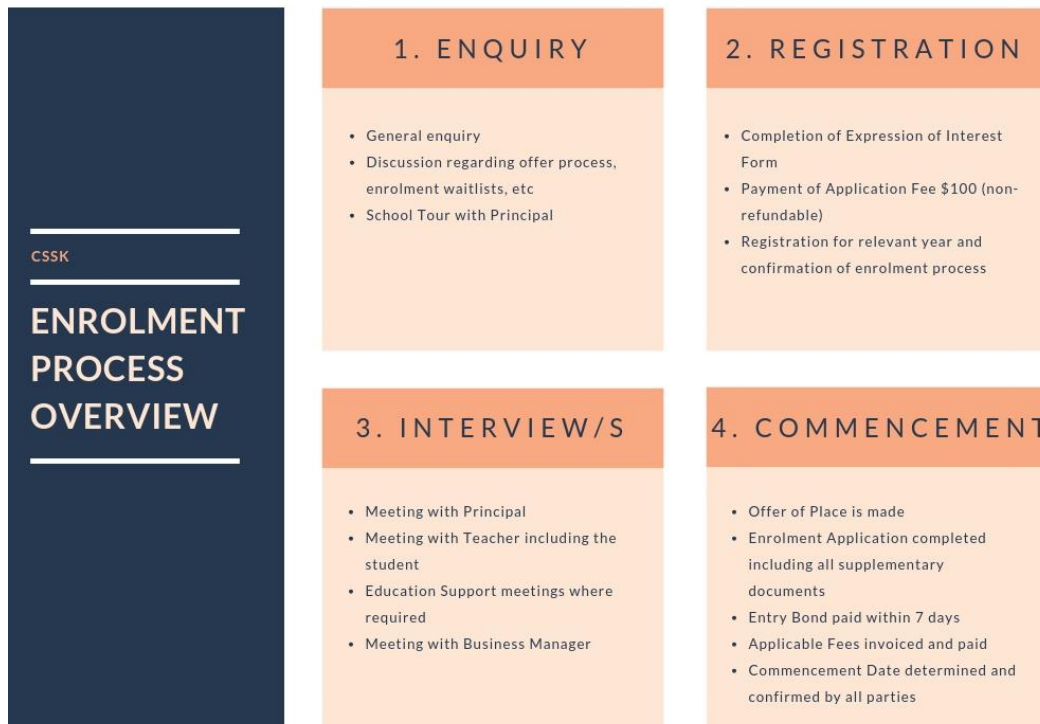 CSSK
ENROLMENT
PROCESS
OVERVIEW
1. ENQUIRY
• General enquiry
• Discussion regarding offer process,
enrolment waitlists, etc
• School Tour with Principal
2. REGISTRATION
• Completion of Expression of Interest
Form
• Payment of Application Fee $100 (non-
refundable)
• Registration for relevant year and
confirmation of enrolment process
3. INTERVIEW/S
• Meeting with Principal
• Meeting with Teacher including the
student
• Education Support meetings where
required
• Meeting with Business Manager
4. COMMENCEMENT
• Offer of Place is made
• Enrolment Application completed
including all supplementary
documents
• Entry Bond paid within 7 days
• Applicable Fees invoiced and paid
• Commencement Date determined and
confirmed by all parties